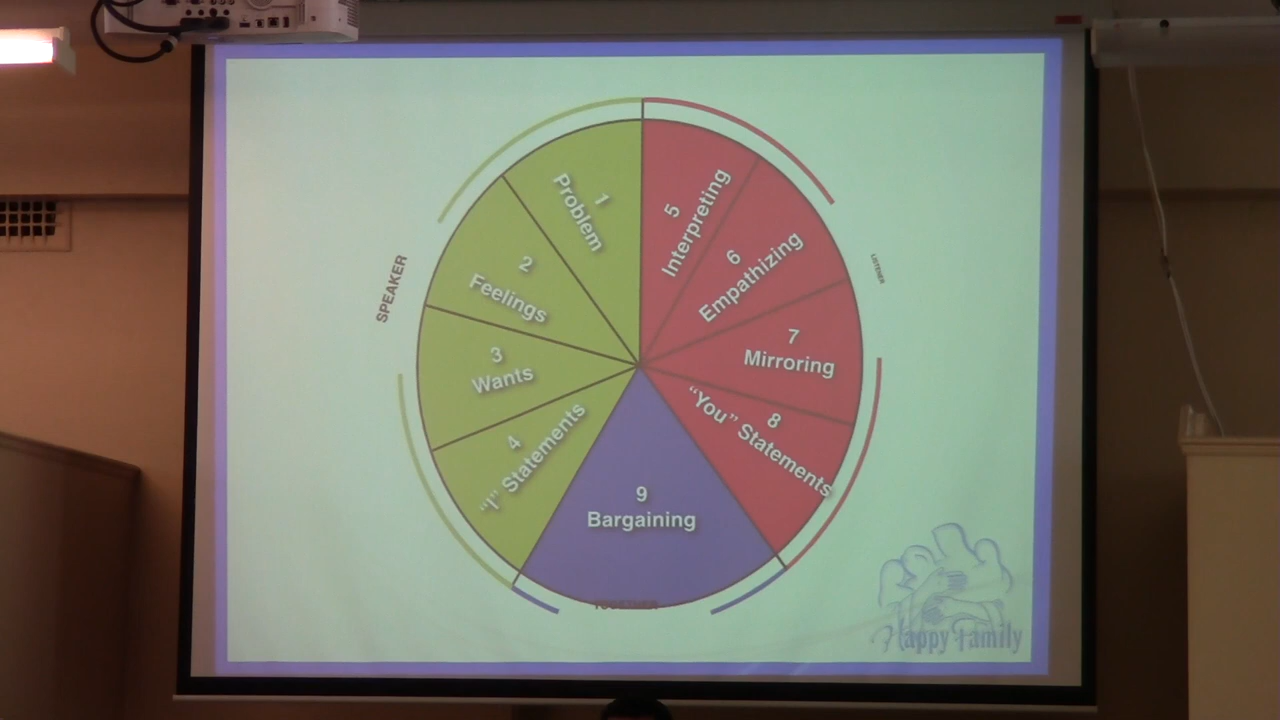 SPEAKER
1
Problem
2
Feelings
3
Wants
4
"I" Statements
5
Interpreting
6
Empathizing
LISTENER
7
Mirroring
8
"You" Statements
9
Bargaining
TOGETHER
Happy Family